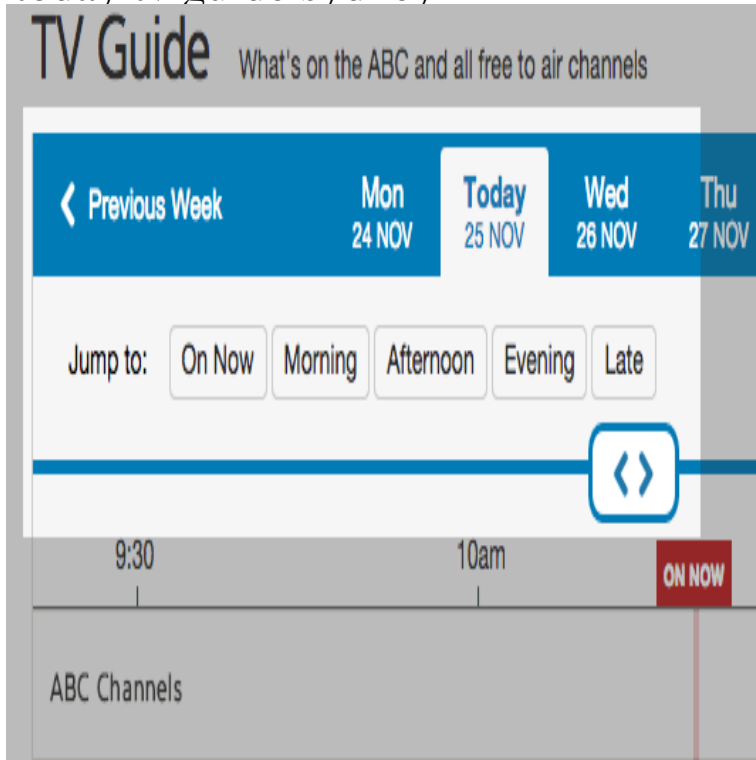 TV Guide What's on the ABC and all free to air channels
Previous Week Mon Today Wed Thu
24 NOV 25 NOV 26 NOV 27 NOV
Jump to: On Now Morning Afternoon Evening Late
9:30 10am ON NOW
ABC Channels